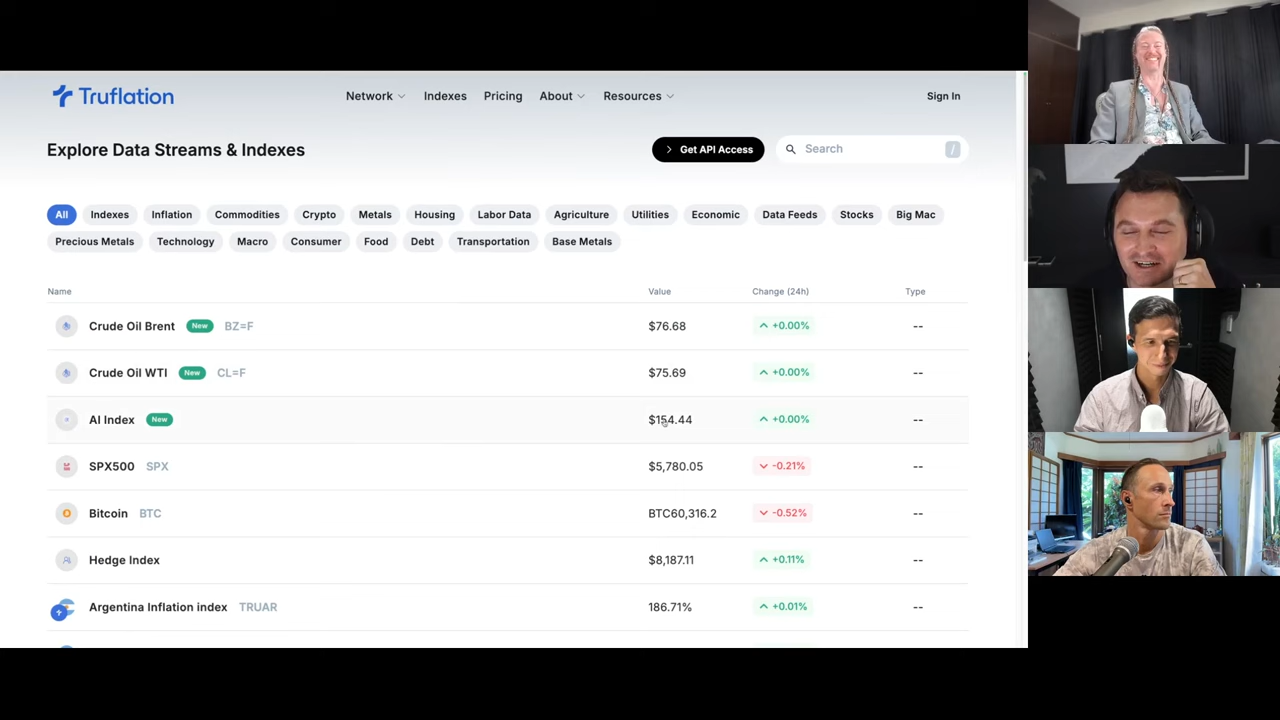 Truflation
Network Indexes Pricing About Resources Sign In
Explore Data Streams & Indexes
Get API Access
Search /
All Indexes Inflation Commodities Crypto Metals Housing Labor Data Agriculture Utilities Economic Data Feeds Stocks Big Mac
Precious Metals Technology Macro Consumer Food Debt Transportation Base Metals
Name Value Change (24h) Type
Crude Oil Brent New BZ=F $76.68 +0.00% --
Crude Oil WTI New CL=F $75.69 +0.00% --
AI Index New $154.44 +0.00% --
SPX500 SPX $5,780.05 -0.21% --
Bitcoin BTC BTC60,316.2 -0.52% --
Hedge Index $8,187.11 +0.11% --
Argentina Inflation index TRUAR 186.71% +0.01% --